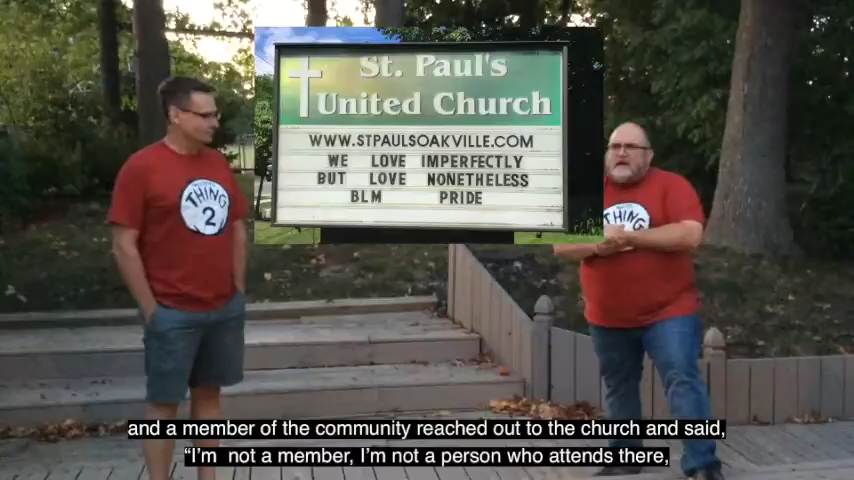 St. Paul's
United Church
WWW.STPAULSOAKVILLE.COM
WE LOVE IMPERFECTLY
BUT LOVE NONETHELESS
BLM PRIDE
THING
2
THING
and a member of the community reached out to the church and said,
“I'm not a member, I'm not a person who attends there,